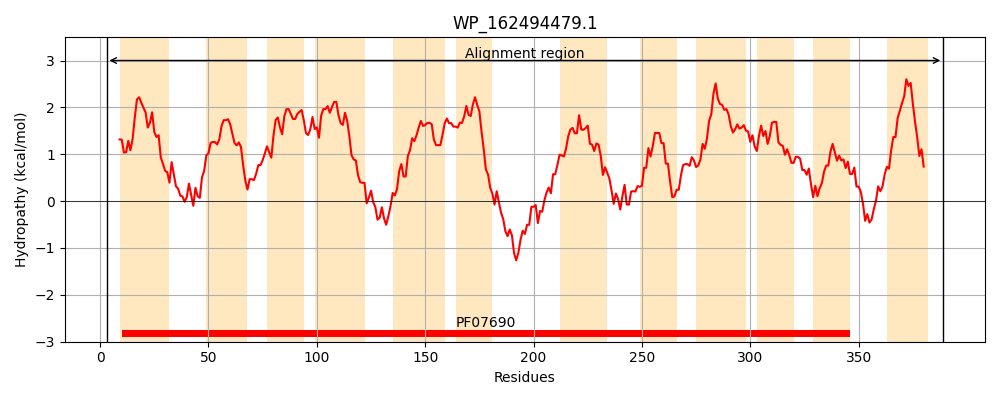 WP_162494479.1
Hydropathy (kcal/mol)
3
2
1
0
−1
−2
−3
Alignment region
PF07690
0 50 100 150 200 250 300 350
Residues